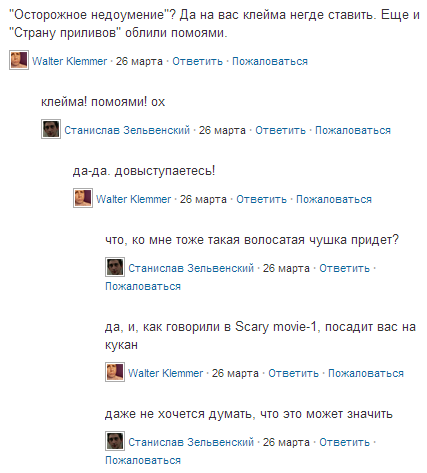 "Осторожное недоумение"? Да на вас клейма негде ставить. Еще и
"Страну приливов" облили помоями.
Walter Klemmer · 26 марта · Ответить · Пожаловаться
клейма! помоями! ох
Станислав Зельвенский · 26 марта · Ответить · Пожаловаться
да-да. довыступаетесь!
Walter Klemmer · 26 марта · Ответить · Пожаловаться
что, ко мне тоже такая волосатая чушка придет?
Станислав Зельвенский · 26 марта · Ответить ·
Пожаловаться
да, и, как говорили в Scary movie-1, посадит вас на
кукан
Walter Klemmer · 26 марта · Ответить · Пожаловаться
даже не хочется думать, что это может значить
Станислав Зельвенский · 26 марта · Ответить ·
Пожаловаться